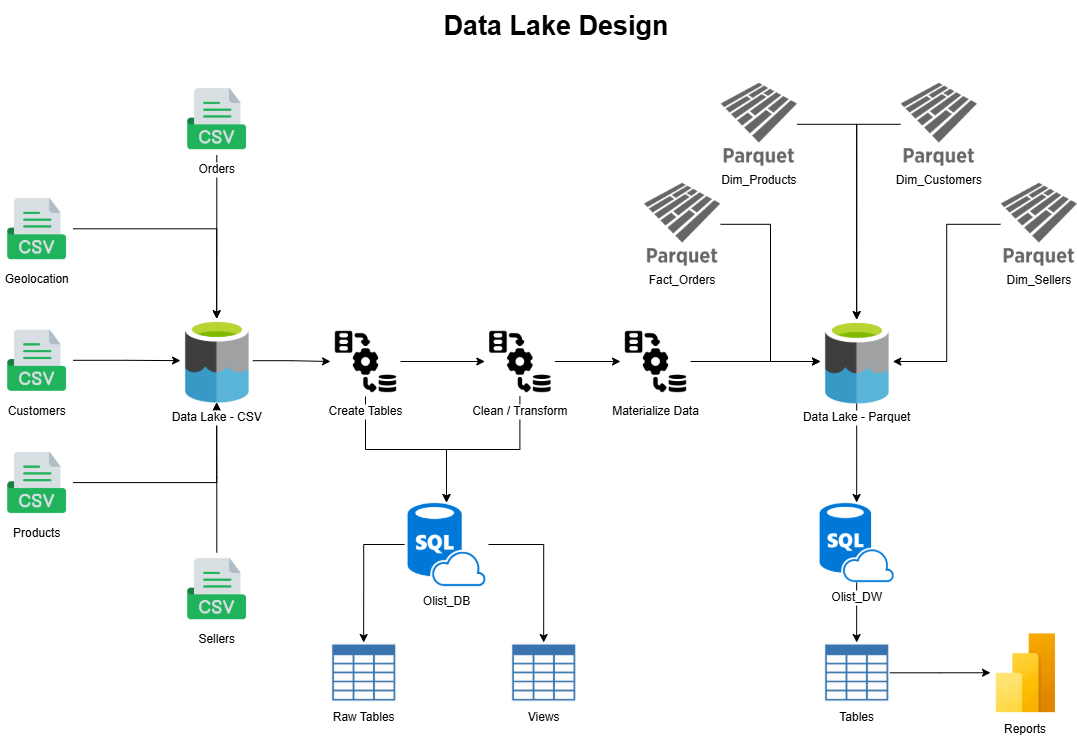 Data Lake Design
CSV
Orders
CSV
Geolocation
CSV
Customers
CSV
Products
CSV
Sellers
Data Lake - CSV
Create Tables
Clean / Transform
Materialize Data
Parquet
Dim_Products
Parquet
Dim_Customers
Parquet
Fact_Orders
Parquet
Dim_Sellers
Data Lake - Parquet
SQL
Olist_DB
Raw Tables
Views
SQL
Olist_DW
Tables
Reports